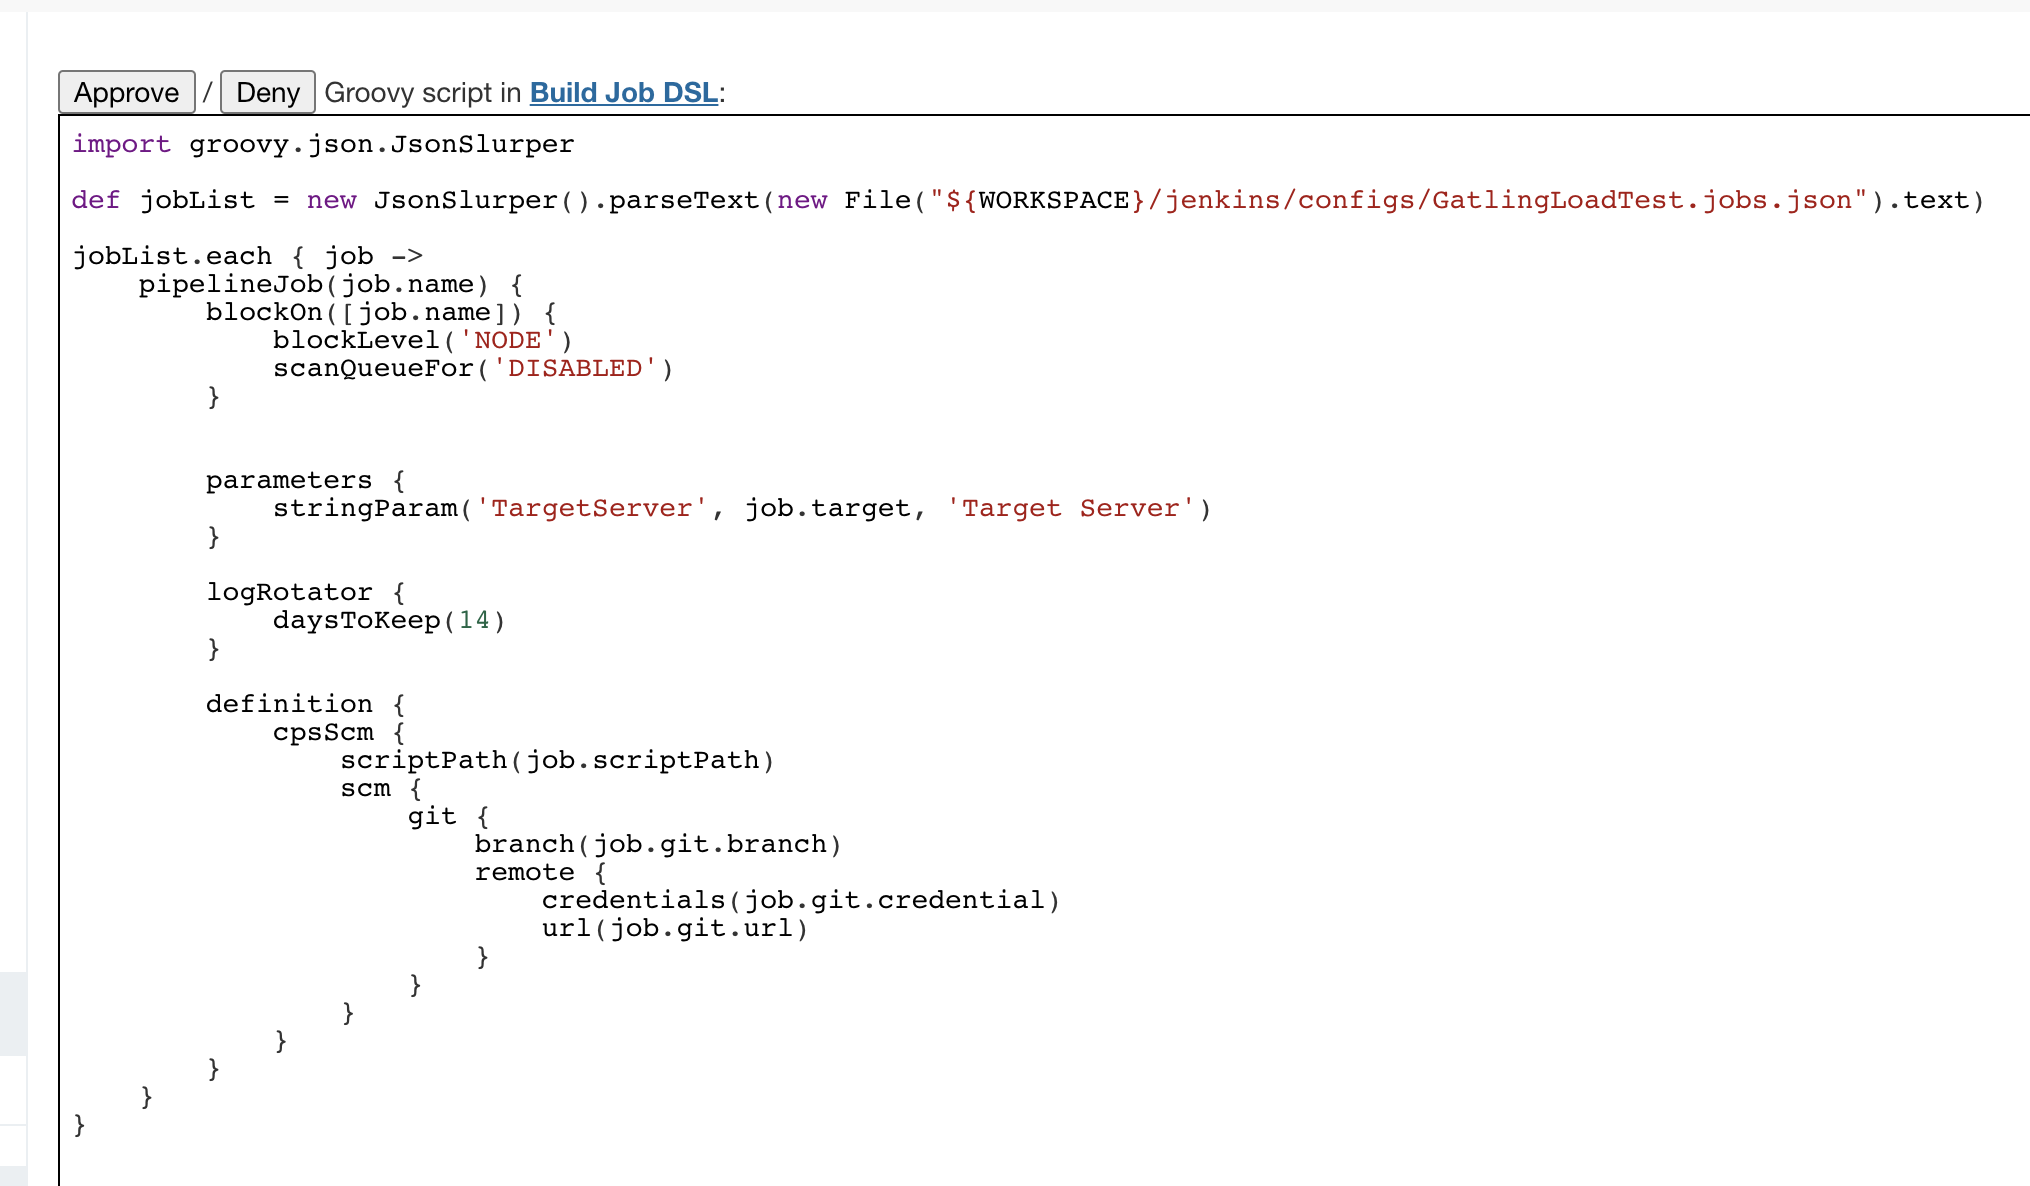 Approve / Deny Groovy script in Build Job DSL:
import groovy.json.JsonSlurper
def jobList = new JsonSlurper().parseText(new File("${WORKSPACE}/jenkins/configs/GatlingLoadTest.jobs.json").text)
jobList.each { job ->
    pipelineJob(job.name) {
        blockOn([job.name]) {
            blockLevel('NODE')
            scanQueueFor('DISABLED')
        }
        parameters {
            stringParam('TargetServer', job.target, 'Target Server')
        }
        logRotator {
            daysToKeep(14)
        }
        definition {
            cpsScm {
                scriptPath(job.scriptPath)
                scm {
                    git {
                        branch(job.git.branch)
                        remote {
                            credentials(job.git.credential)
                            url(job.git.url)
                        }
                    }
                }
            }
        }
    }
}